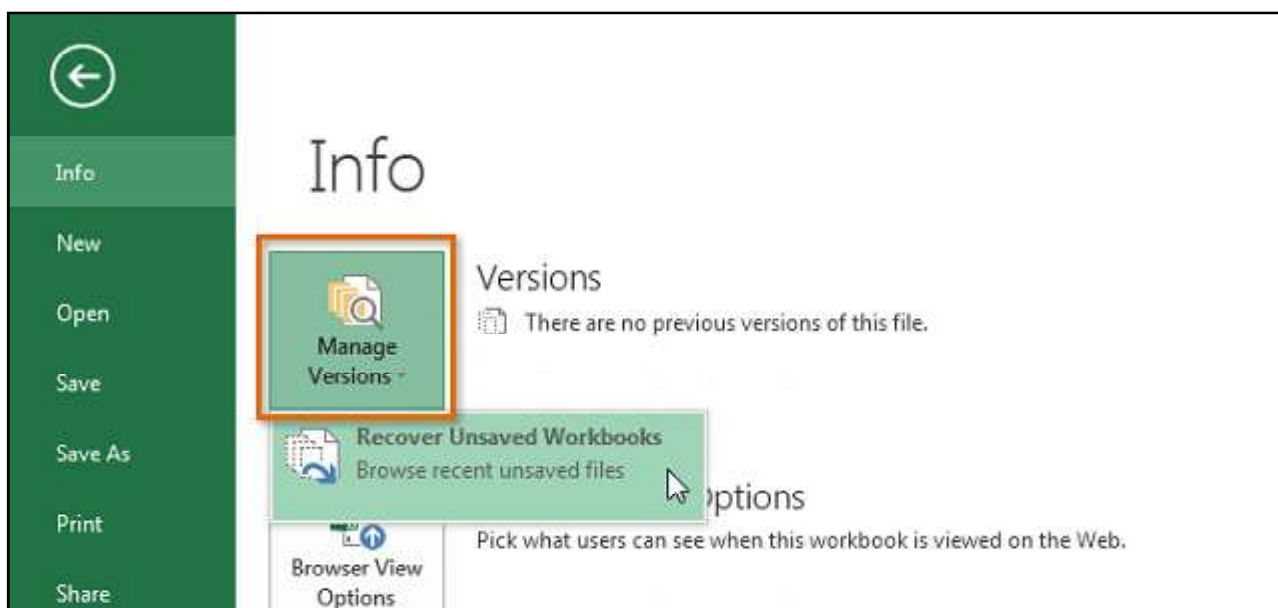 Info
New
Open
Save
Save As
Print
Share
Info
Manage
Versions
Versions
There are no previous versions of this file.
Recover Unsaved Workbooks
Browse recent unsaved files
Options
Pick what users can see when this workbook is viewed on the Web.
Browser View
Options